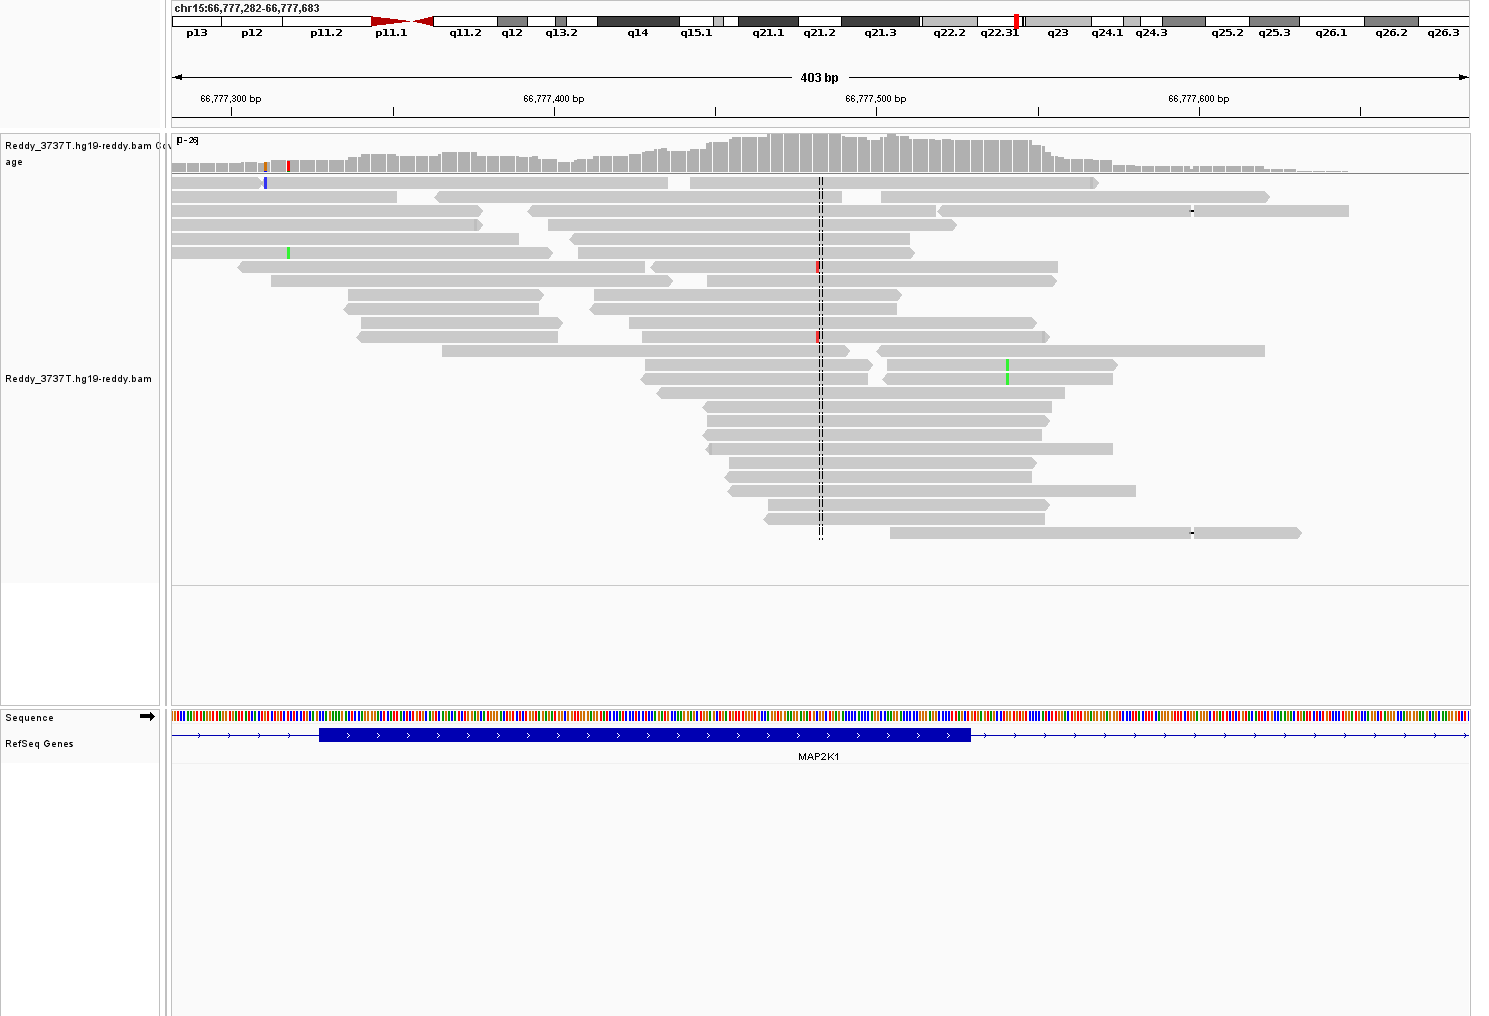 chr15:66,777,282-66,777,683
p13 p12 p11.2 p11.1 q11.2 q12 q13.2 q14 q15.1 q21.1 q21.2 q21.3 q22.2 q22.31 q23 q24.1 q24.3 q25.2 q25.3 q26.1 q26.2 q26.3
403 bp
66,777,300 bp 66,777,400 bp 66,777,500 bp 66,777,600 bp
[0-26]
Reddy_3737T.hg19-reddy.bam Cov
age
Reddy_3737T.hg19-reddy.bam
Sequence
RefSeq Genes
MAP2K1